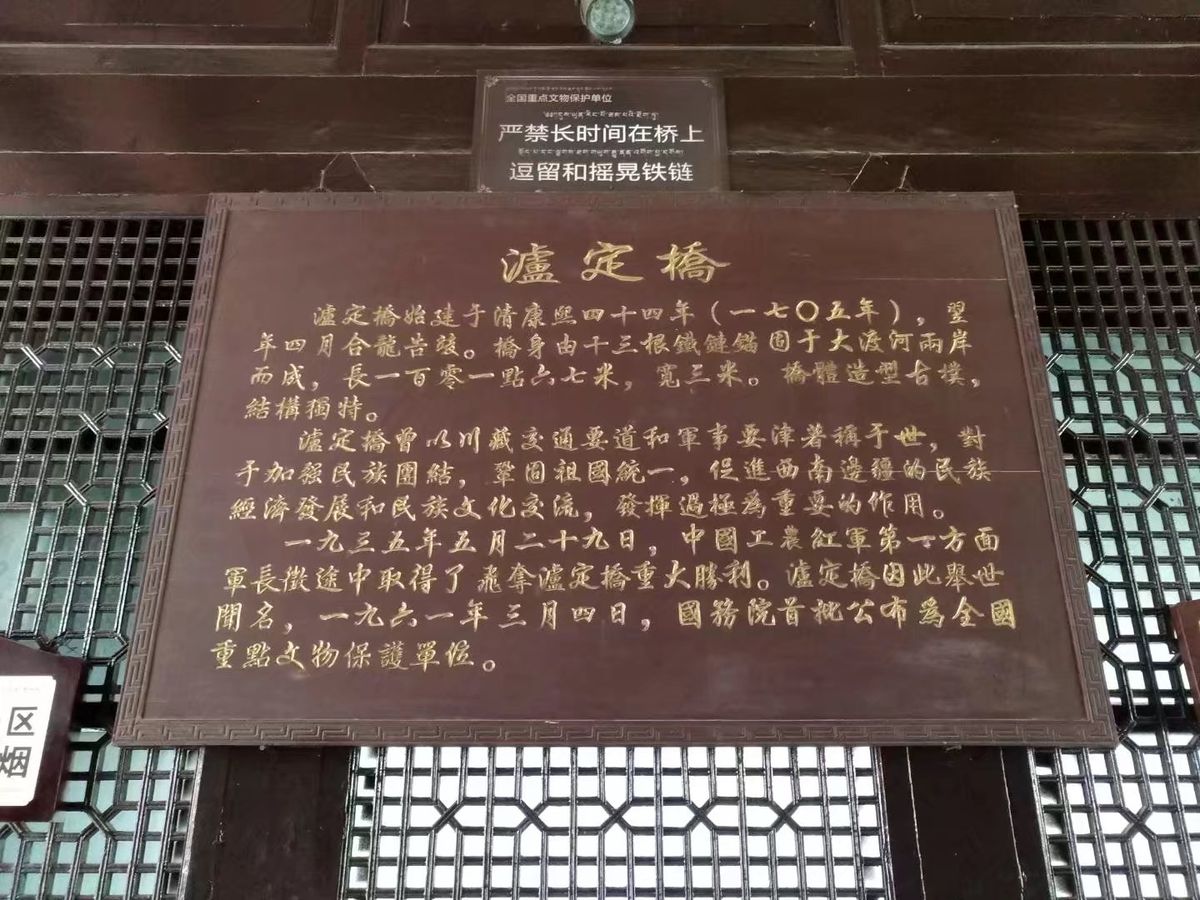 全国重点文物保护单位
严禁长时间在桥上
逗留和摇晃铁链
瀘定橋
瀘定橋始建于清康熙四十四年（一七〇五年），翌
年四月合龍告竣。橋身由十三根鐵鏈錨固于大渡河兩岸
而成，長一百零一點六七米，寬三米。橋體造型古樸，
結構獨特。
瀘定橋曾以川藏交通要道和軍事要津著稱于世，對
于加强民族團結，鞏固祖國統一，促進西南邊疆的民族
經濟發展和民族文化交流，發揮過極為重要的作用。
一九三五年五月二十九日，中國工農紅軍第一方面
軍長徵途中取得了飛奪瀘定橋重大勝利。瀘定橋因此舉世
聞名，一九六一年三月四日，國務院首批公布爲全國
重點文物保護單位。
区
烟